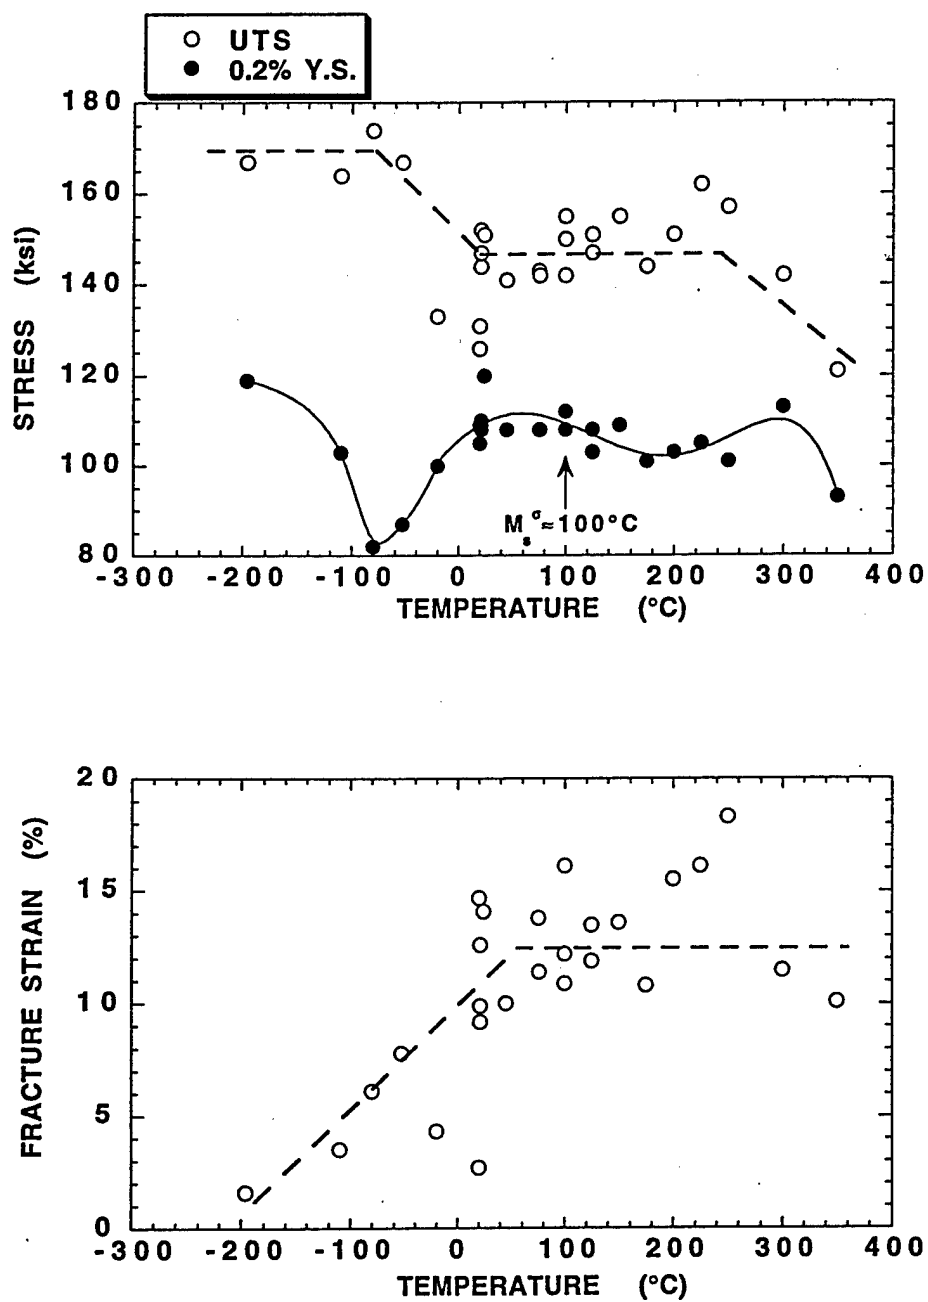 UTS
0.2% Y.S.
180
160
140
120
100
80
STRESS (ksi)
M_s^σ≈100°C
-300 -200 -100 0 100 200 300 400
TEMPERATURE (°C)
20
15
10
5
0
FRACTURE STRAIN (%)
-300 -200 -100 0 100 200 300 400
TEMPERATURE (°C)